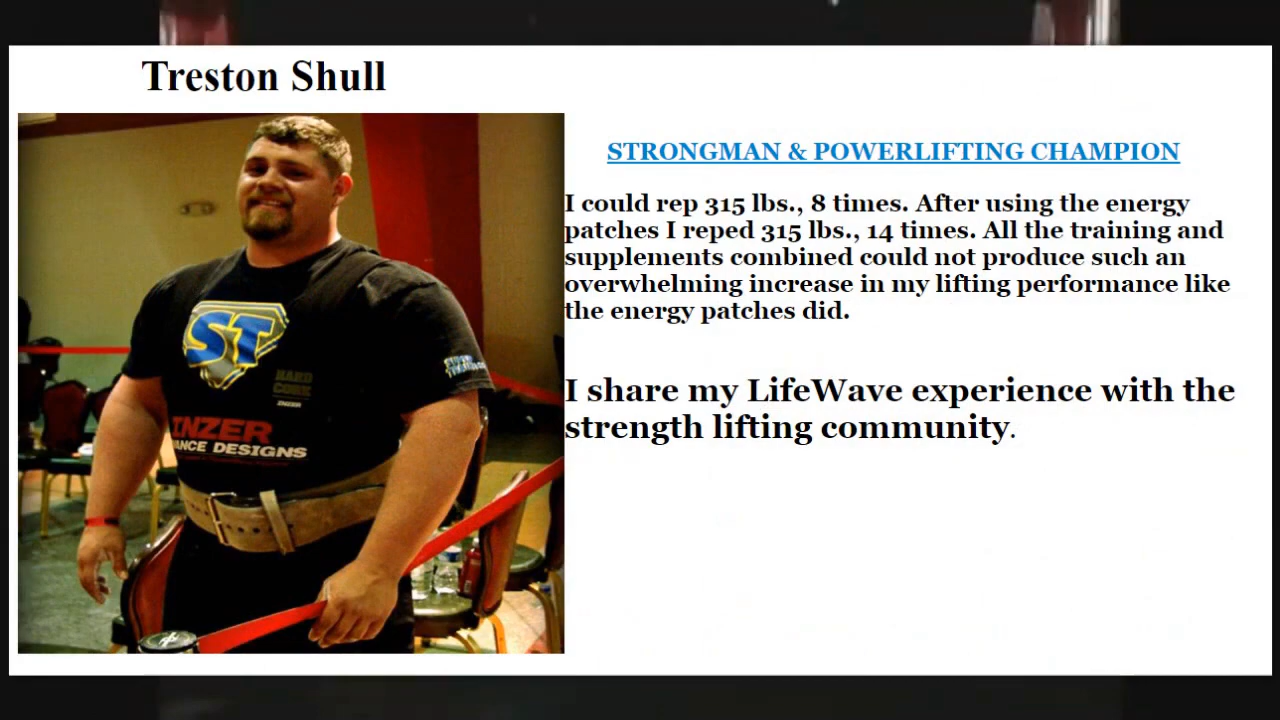 Treston Shull
STRONGMAN & POWERLIFTING CHAMPION
I could rep 315 lbs., 8 times. After using the energy
patches I reped 315 lbs., 14 times. All the training and
supplements combined could not produce such an
overwhelming increase in my lifting performance like
the energy patches did.
I share my LifeWave experience with the
strength lifting community.
ST
HARD
CORE
INZER
ANCE DESIGNS